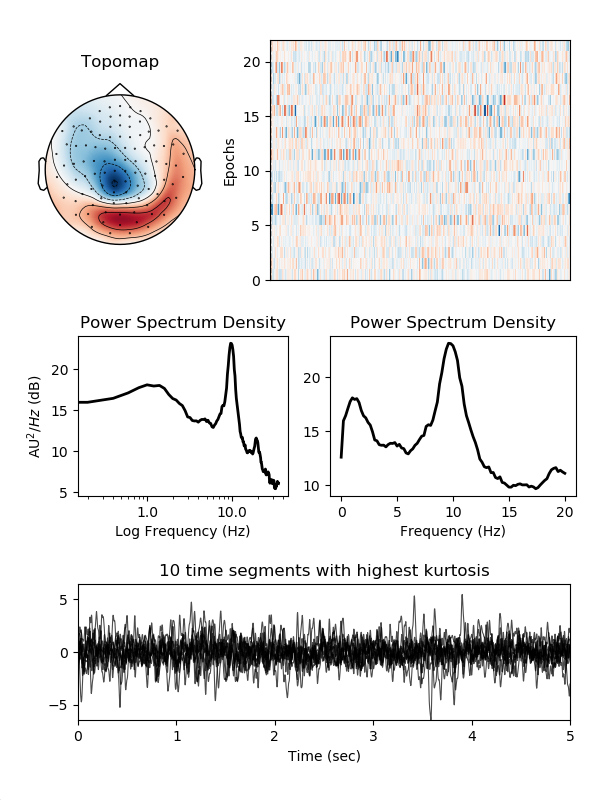 Topomap
Epochs
20
15
10
5
0
Power Spectrum Density
AU²/Hz (dB)
20
15
10
5
1.0 10.0
Log Frequency (Hz)
Power Spectrum Density
20
15
10
0 5 10 15 20
Frequency (Hz)
10 time segments with highest kurtosis
5
0
−5
0 1 2 3 4 5
Time (sec)